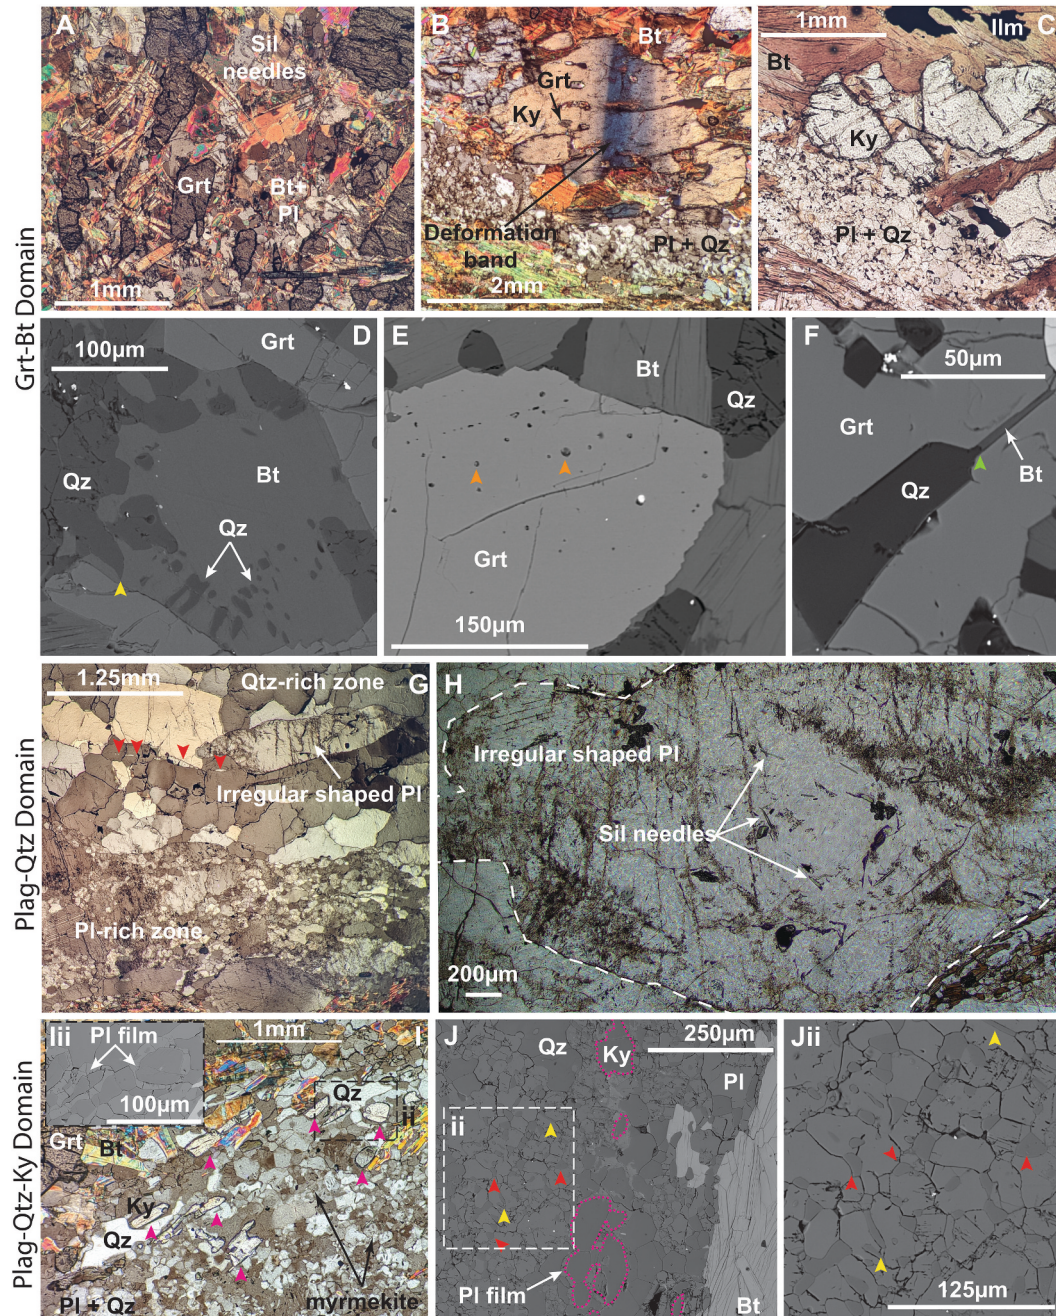 Grt-Bt Domain
A
Sil
needles
Grt
Bt+
Pl
1mm
B
Bt
Grt
Ky
Deformation
band
Pl + Qz
2mm
1mm
Ilm
C
Bt
Ky
Pl + Qz
100µm
Grt
D
Qz
Bt
Qz
E
Bt
Qz
Grt
150µm
F
50µm
Grt
Bt
Qz
Plag-Qtz Domain
1.25mm
Qtz-rich zone
G
Irregular shaped Pl
Pl-rich zone
H
Irregular shaped Pl
Sil needles
200µm
Plag-Qtz-Ky Domain
Iii
Pl film
100µm
1mm
I
Qz
ii
Grt
Bt
Ky
Qz
Pl + Qz
myrmekite
J
Qz
Ky
250µm
Pl
ii
Pl film
Bt
Jii
125µm